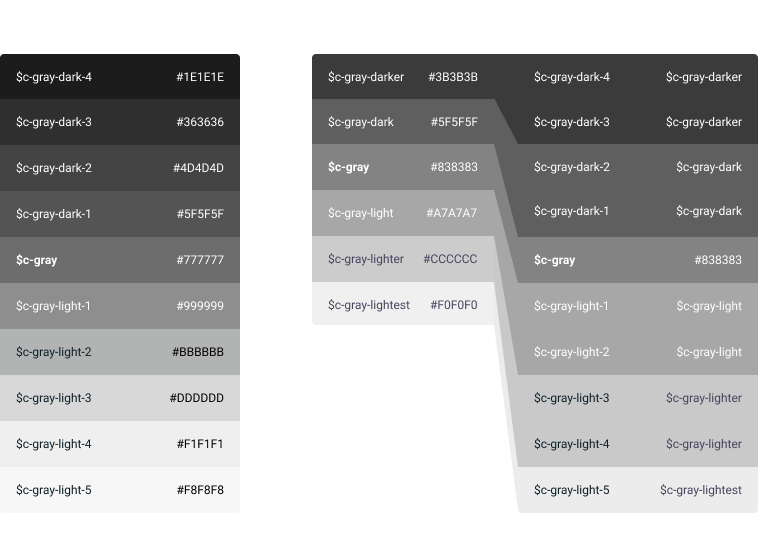 $c-gray-dark-4 #1E1E1E
$c-gray-dark-3 #363636
$c-gray-dark-2 #4D4D4D
$c-gray-dark-1 #5F5F5F
$c-gray #777777
$c-gray-light-1 #999999
$c-gray-light-2 #BBBBBB
$c-gray-light-3 #DDDDDD
$c-gray-light-4 #F1F1F1
$c-gray-light-5 #F8F8F8
$c-gray-darker #3B3B3B
$c-gray-dark #5F5F5F
$c-gray #838383
$c-gray-light #A7A7A7
$c-gray-lighter #CCCCCC
$c-gray-lightest #F0F0F0
$c-gray-dark-4 $c-gray-darker
$c-gray-dark-3 $c-gray-darker
$c-gray-dark-2 $c-gray-dark
$c-gray-dark-1 $c-gray-dark
$c-gray #838383
$c-gray-light-1 $c-gray-light
$c-gray-light-2 $c-gray-light
$c-gray-light-3 $c-gray-lighter
$c-gray-light-4 $c-gray-lighter
$c-gray-light-5 $c-gray-lightest